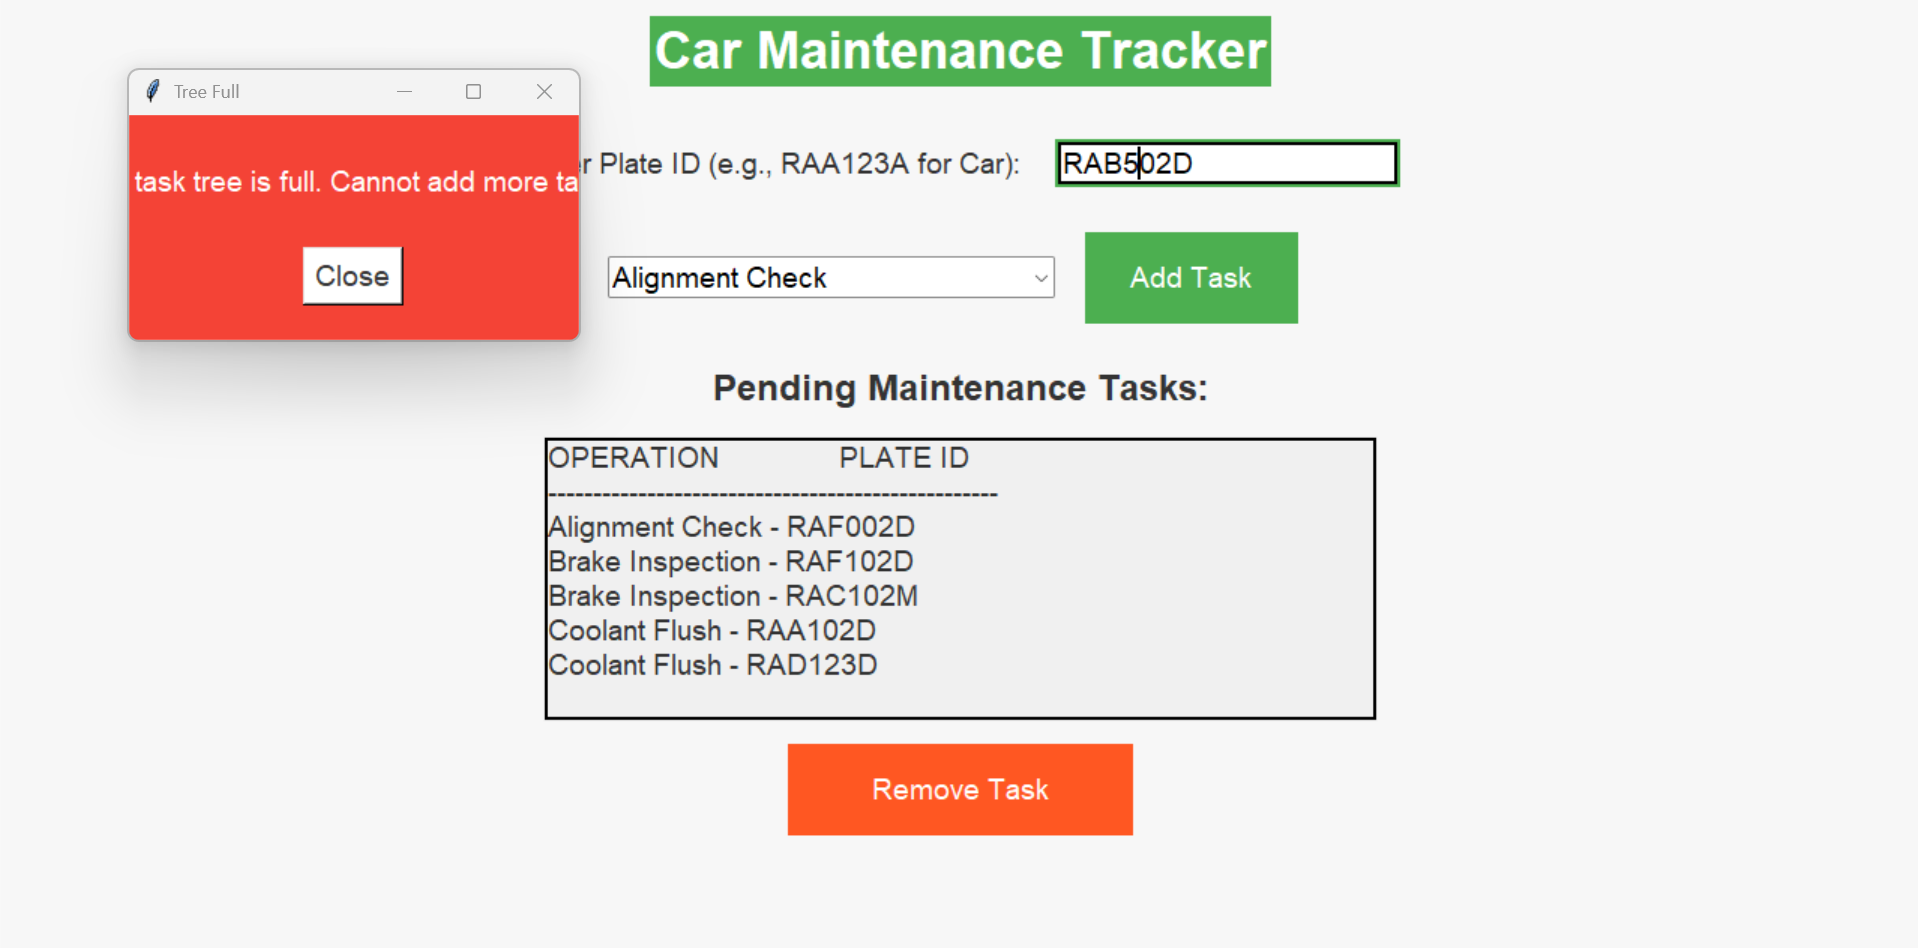 Car Maintenance Tracker
Tree Full
task tree is full. Cannot add more ta
Close
r Plate ID (e.g., RAA123A for Car):
RAB502D
Alignment Check
Add Task
Pending Maintenance Tasks:
OPERATION PLATE ID
--------------------------------------------------
Alignment Check - RAF002D
Brake Inspection - RAF102D
Brake Inspection - RAC102M
Coolant Flush - RAA102D
Coolant Flush - RAD123D
Remove Task